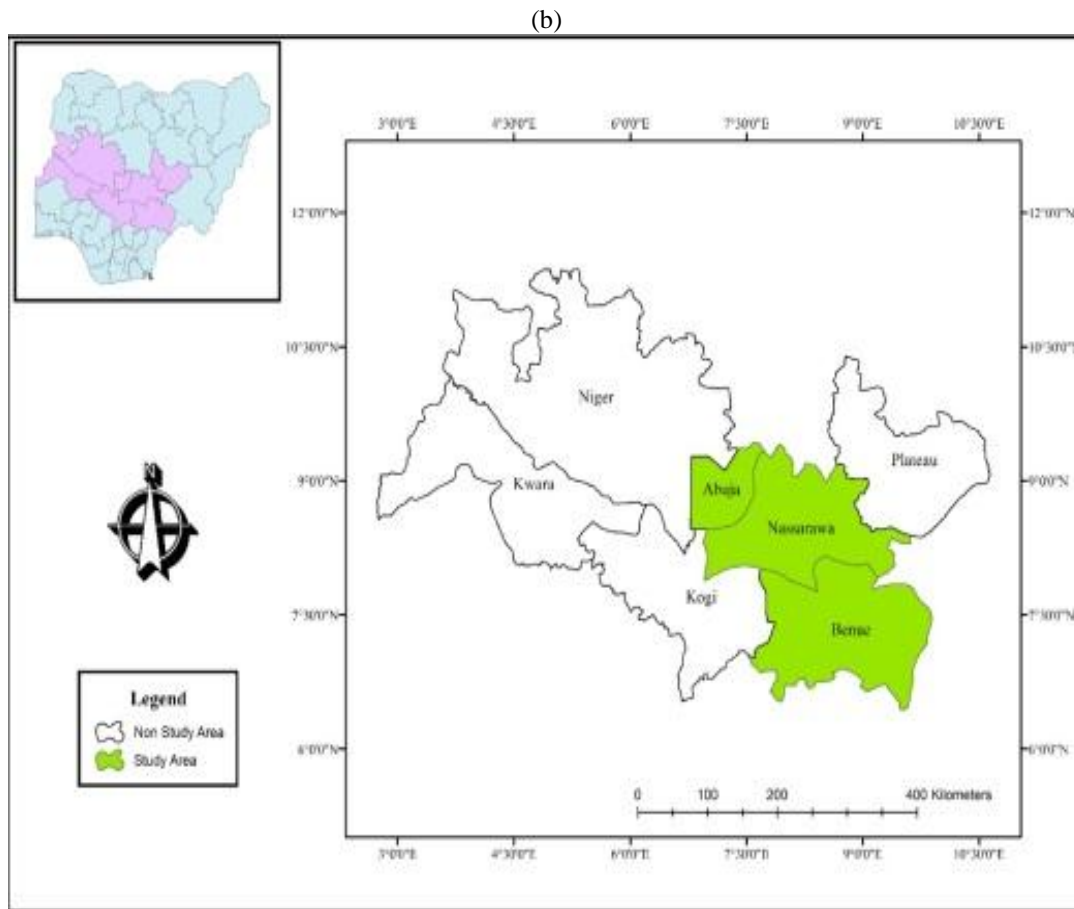 (b)
3°0'0"E 4°30'0"E 6°0'0"E 7°30'0"E 9°0'0"E 10°30'0"E
12°0'0"N 12°0'0"N
10°30'0"N 10°30'0"N
Niger
Plateau
9°0'0"N 9°0'0"N
Abuja
Kwara
Nassarawa
Kogi
7°30'0"N 7°30'0"N
Benue
N
Legend
Non Study Area
Study Area
6°0'0"N 6°0'0"N
0 100 200 400 Kilometers
3°0'0"E 4°30'0"E 6°0'0"E 7°30'0"E 9°0'0"E 10°30'0"E